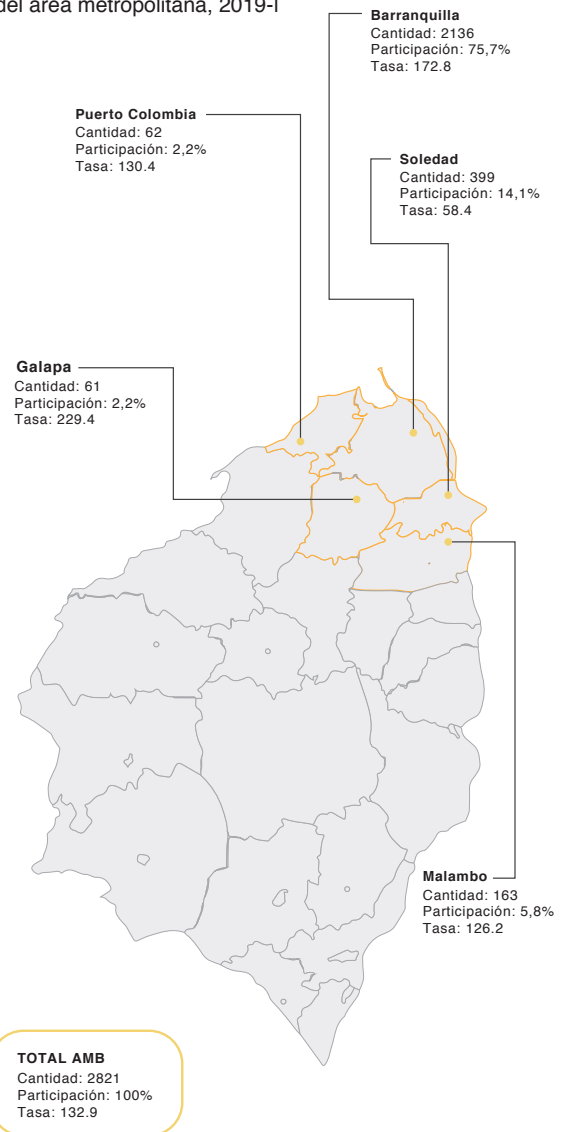 del área metropolitana, 2019-I
Barranquilla
Cantidad: 2136
Participación: 75,7%
Tasa: 172.8
Puerto Colombia
Cantidad: 62
Participación: 2,2%
Tasa: 130.4
Soledad
Cantidad: 399
Participación: 14,1%
Tasa: 58.4
Galapa
Cantidad: 61
Participación: 2,2%
Tasa: 229.4
Malambo
Cantidad: 163
Participación: 5,8%
Tasa: 126.2
TOTAL AMB
Cantidad: 2821
Participación: 100%
Tasa: 132.9